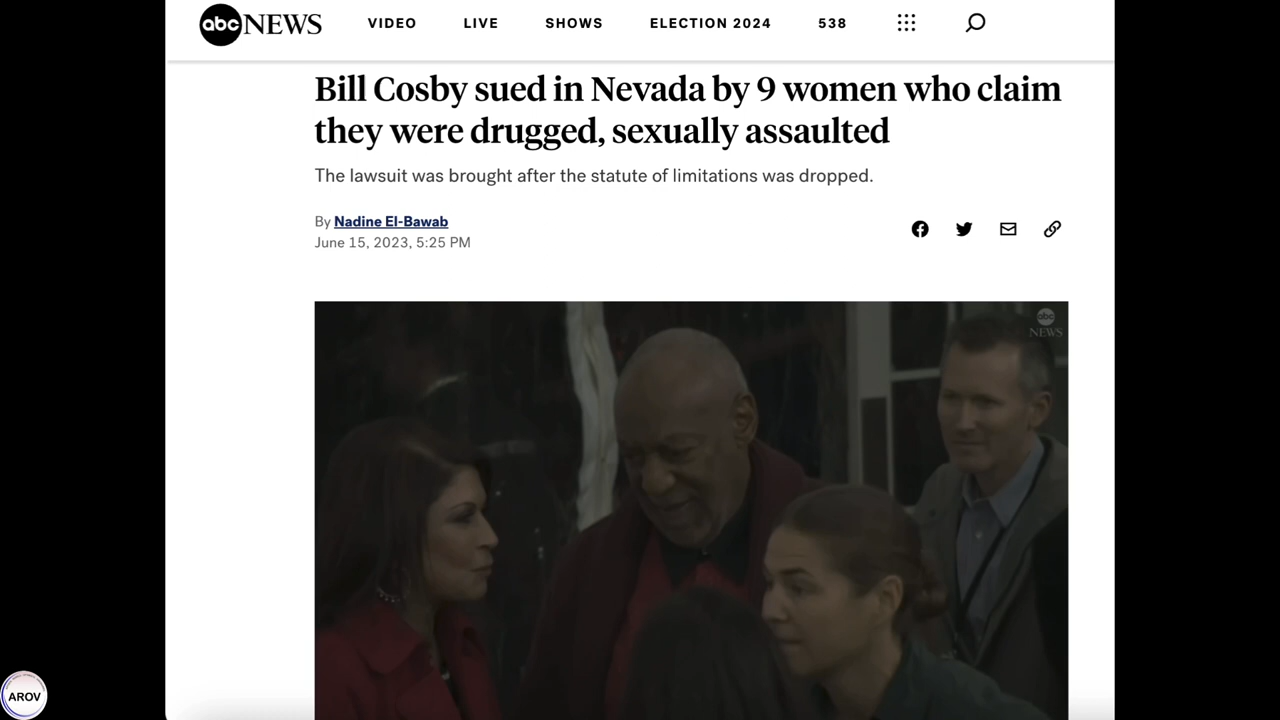 abc NEWS VIDEO LIVE SHOWS ELECTION 2024 538
Bill Cosby sued in Nevada by 9 women who claim
they were drugged, sexually assaulted
The lawsuit was brought after the statute of limitations was dropped.
By Nadine El-Bawab
June 15, 2023, 5:25 PM
abc
NEWS
AROV